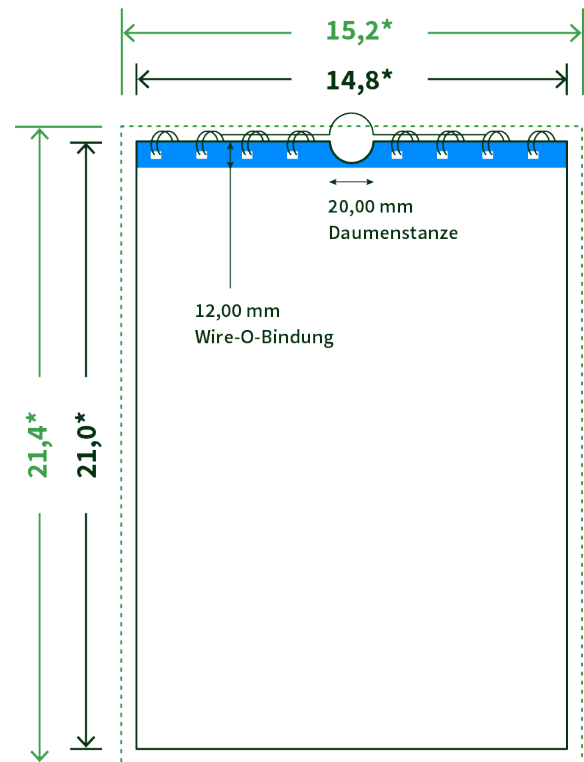 15,2*
14,8*
20,00 mm
Daumenstanze
12,00 mm
Wire-O-Bindung
21,4*
21,0*